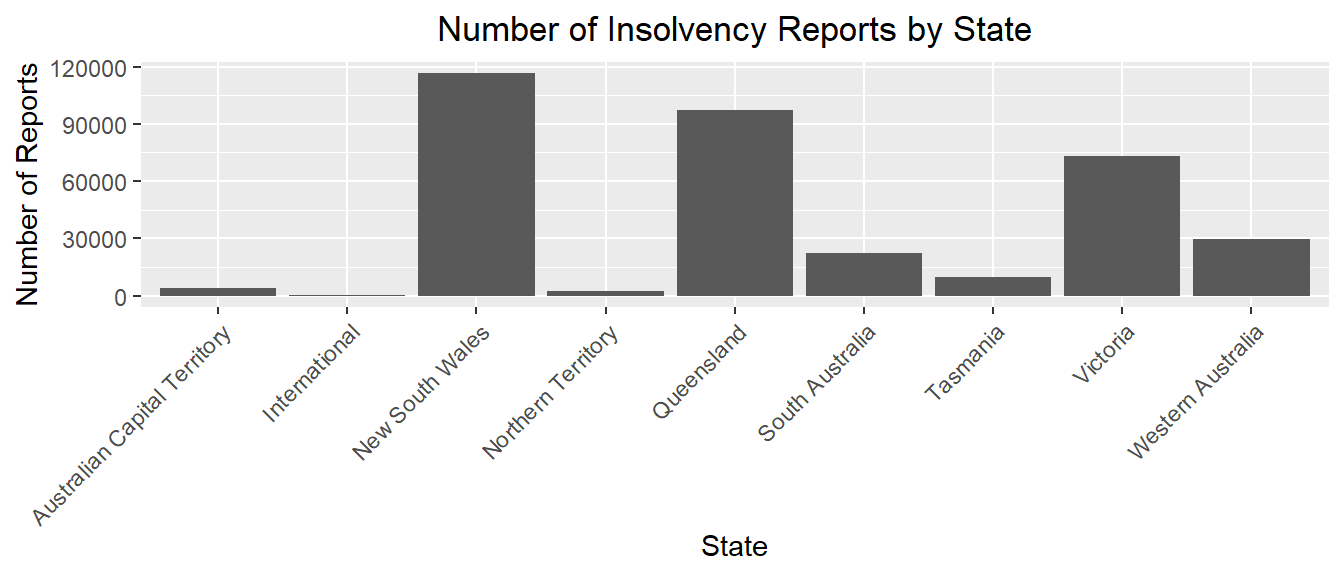 Number of Insolvency Reports by State
Number of Reports
120000
90000
60000
30000
0
Australian Capital Territory
International
New South Wales
Northern Territory
Queensland
South Australia
Tasmania
Victoria
Western Australia
State